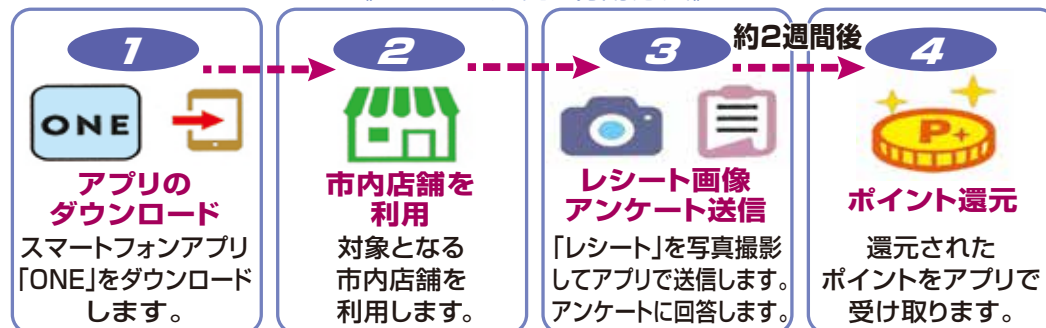 1
ONE
アプリの
ダウンロード
スマートフォンアプリ
「ONE」をダウンロード
します。
2
市内店舗を
利用
対象となる
市内店舗を
利用します。
3
レシート画像
アンケート送信
「レシート」を写真撮影
してアプリで送信します。
アンケートに回答します。
約2週間後
4
P+
ポイント還元
還元された
ポイントをアプリで
受け取ります。